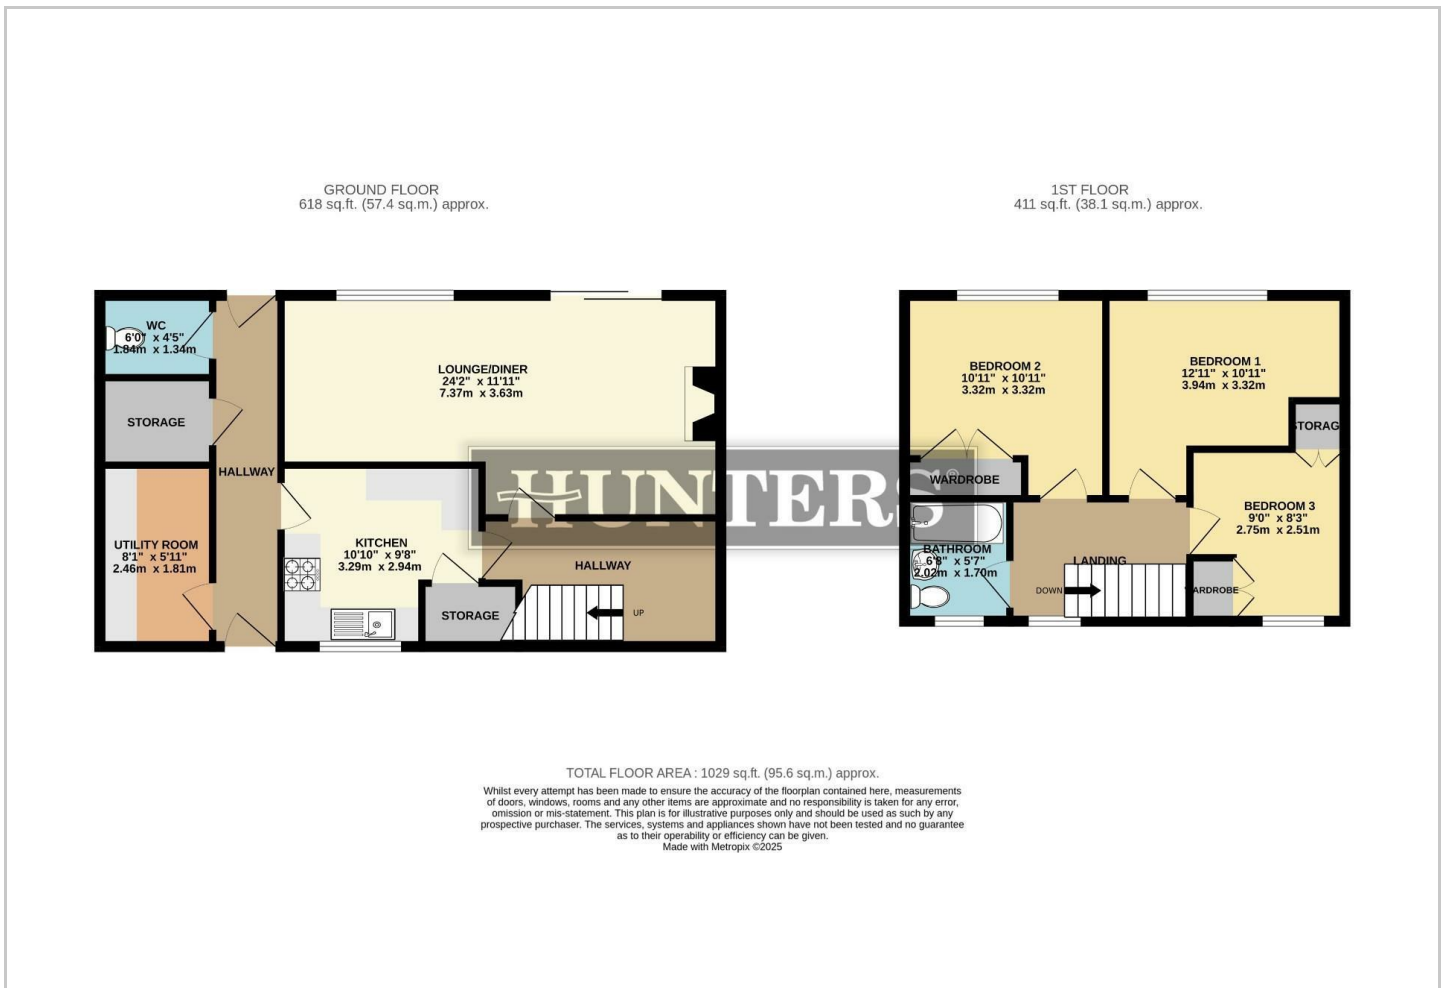 GROUND FLOOR
618 sq.ft. (57.4 sq.m.) approx.
1ST FLOOR
411 sq.ft. (38.1 sq.m.) approx.
WC
6'0" x 4'5"
1.84m x 1.34m
STORAGE
HALLWAY
UTILITY ROOM
8'1" x 5'11"
2.46m x 1.81m
LOUNGE/DINER
24'2" x 11'11"
7.37m x 3.63m
KITCHEN
10'10" x 9'8"
3.29m x 2.94m
STORAGE
HALLWAY
UP
HUNTERS®
BEDROOM 2
10'11" x 10'11"
3.32m x 3.32m
WARDROBE
BEDROOM 1
12'11" x 10'11"
3.94m x 3.32m
STORAG
BEDROOM 3
9'0" x 8'3"
2.75m x 2.51m
BATHROOM
6'8" x 5'7"
2.02m x 1.70m
LANDING
DOWN
ARDROBE
TOTAL FLOOR AREA : 1029 sq.ft. (95.6 sq.m.) approx.
Whilst every attempt has been made to ensure the accuracy of the floorplan contained here, measurements
of doors, windows, rooms and any other items are approximate and no responsibility is taken for any error,
omission or mis-statement. This plan is for illustrative purposes only and should be used as such by any
prospective purchaser. The services, systems and appliances shown have not been tested and no guarantee
as to their operability or efficiency can be given.
Made with Metropix ©2025